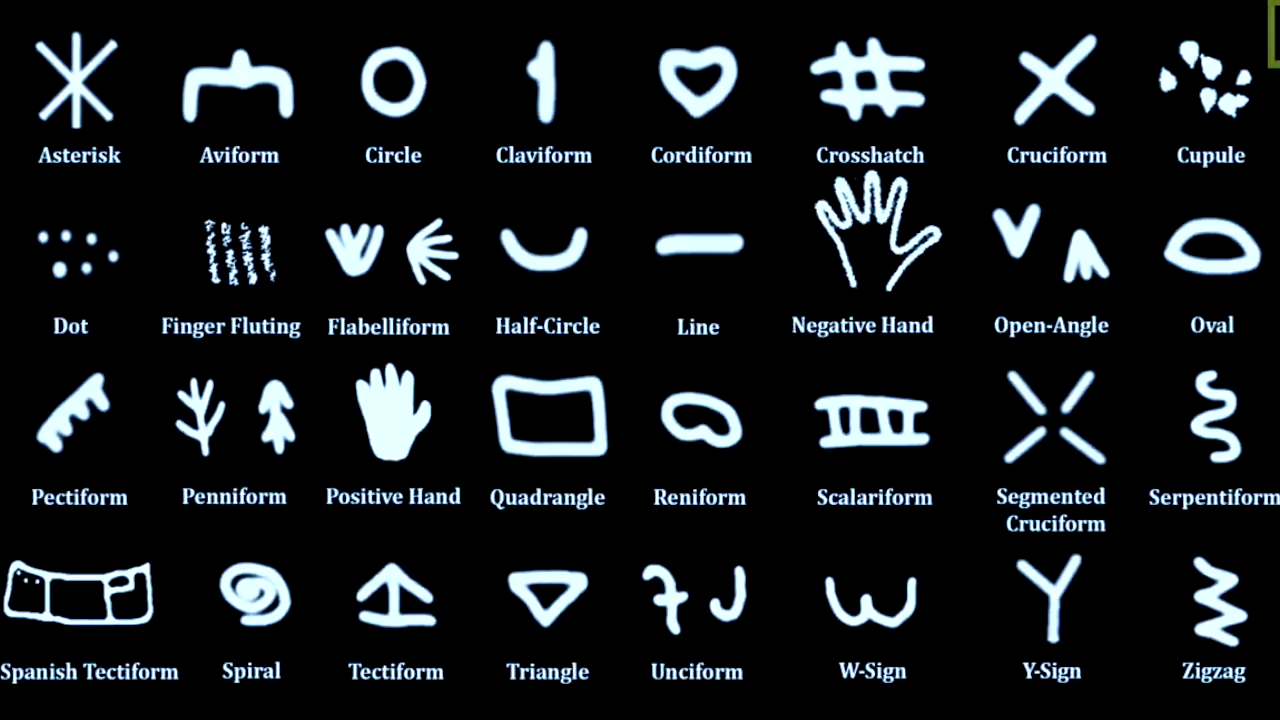 Asterisk Aviform Circle Claviform Cordiform Crosshatch Cruciform Cupule
Dot Finger Fluting Flabelliform Half-Circle Line Negative Hand Open-Angle Oval
Pectiform Penniform Positive Hand Quadrangle Reniform Scalariform Segmented Cruciform Serpentiform
Spanish Tectiform Spiral Tectiform Triangle Unciform W-Sign Y-Sign Zigzag